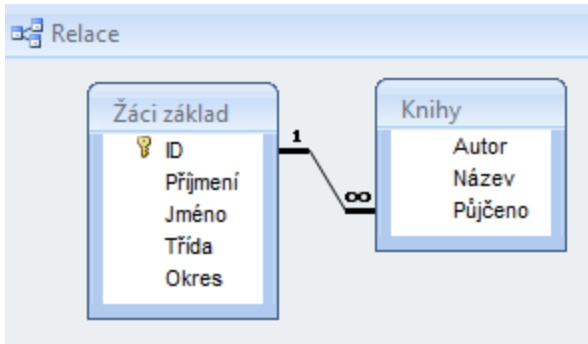 Relace
Žáci základ
ID
Příjmení
Jméno
Třída
Okres
1
∞
Knihy
Autor
Název
Půjčeno